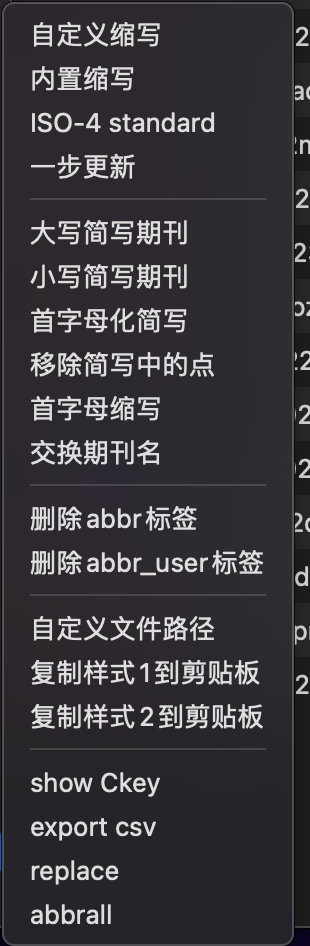 自定义缩写
内置缩写
ISO-4 standard
一步更新
大写简写期刊
小写简写期刊
首字母化简写
移除简写中的点
首字母缩写
交换期刊名
删除abbr标签
删除abbr_user标签
自定义文件路径
复制样式1到剪贴板
复制样式2到剪贴板
show Ckey
export csv
replace
abbrall